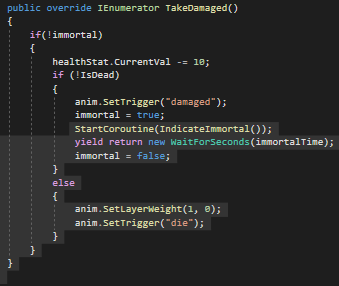 public override IEnumerator TakeDamaged()
{
if(!immortal)
{
healthStat.CurrentVal -= 10;
if (!IsDead)
{
anim.SetTrigger("damaged");
immortal = true;
StartCoroutine(IndicateImmortal());
yield return new WaitForSeconds(immortalTime);
immortal = false;
}
else
{
anim.SetLayerWeight(1, 0);
anim.SetTrigger("die");
}
}
}